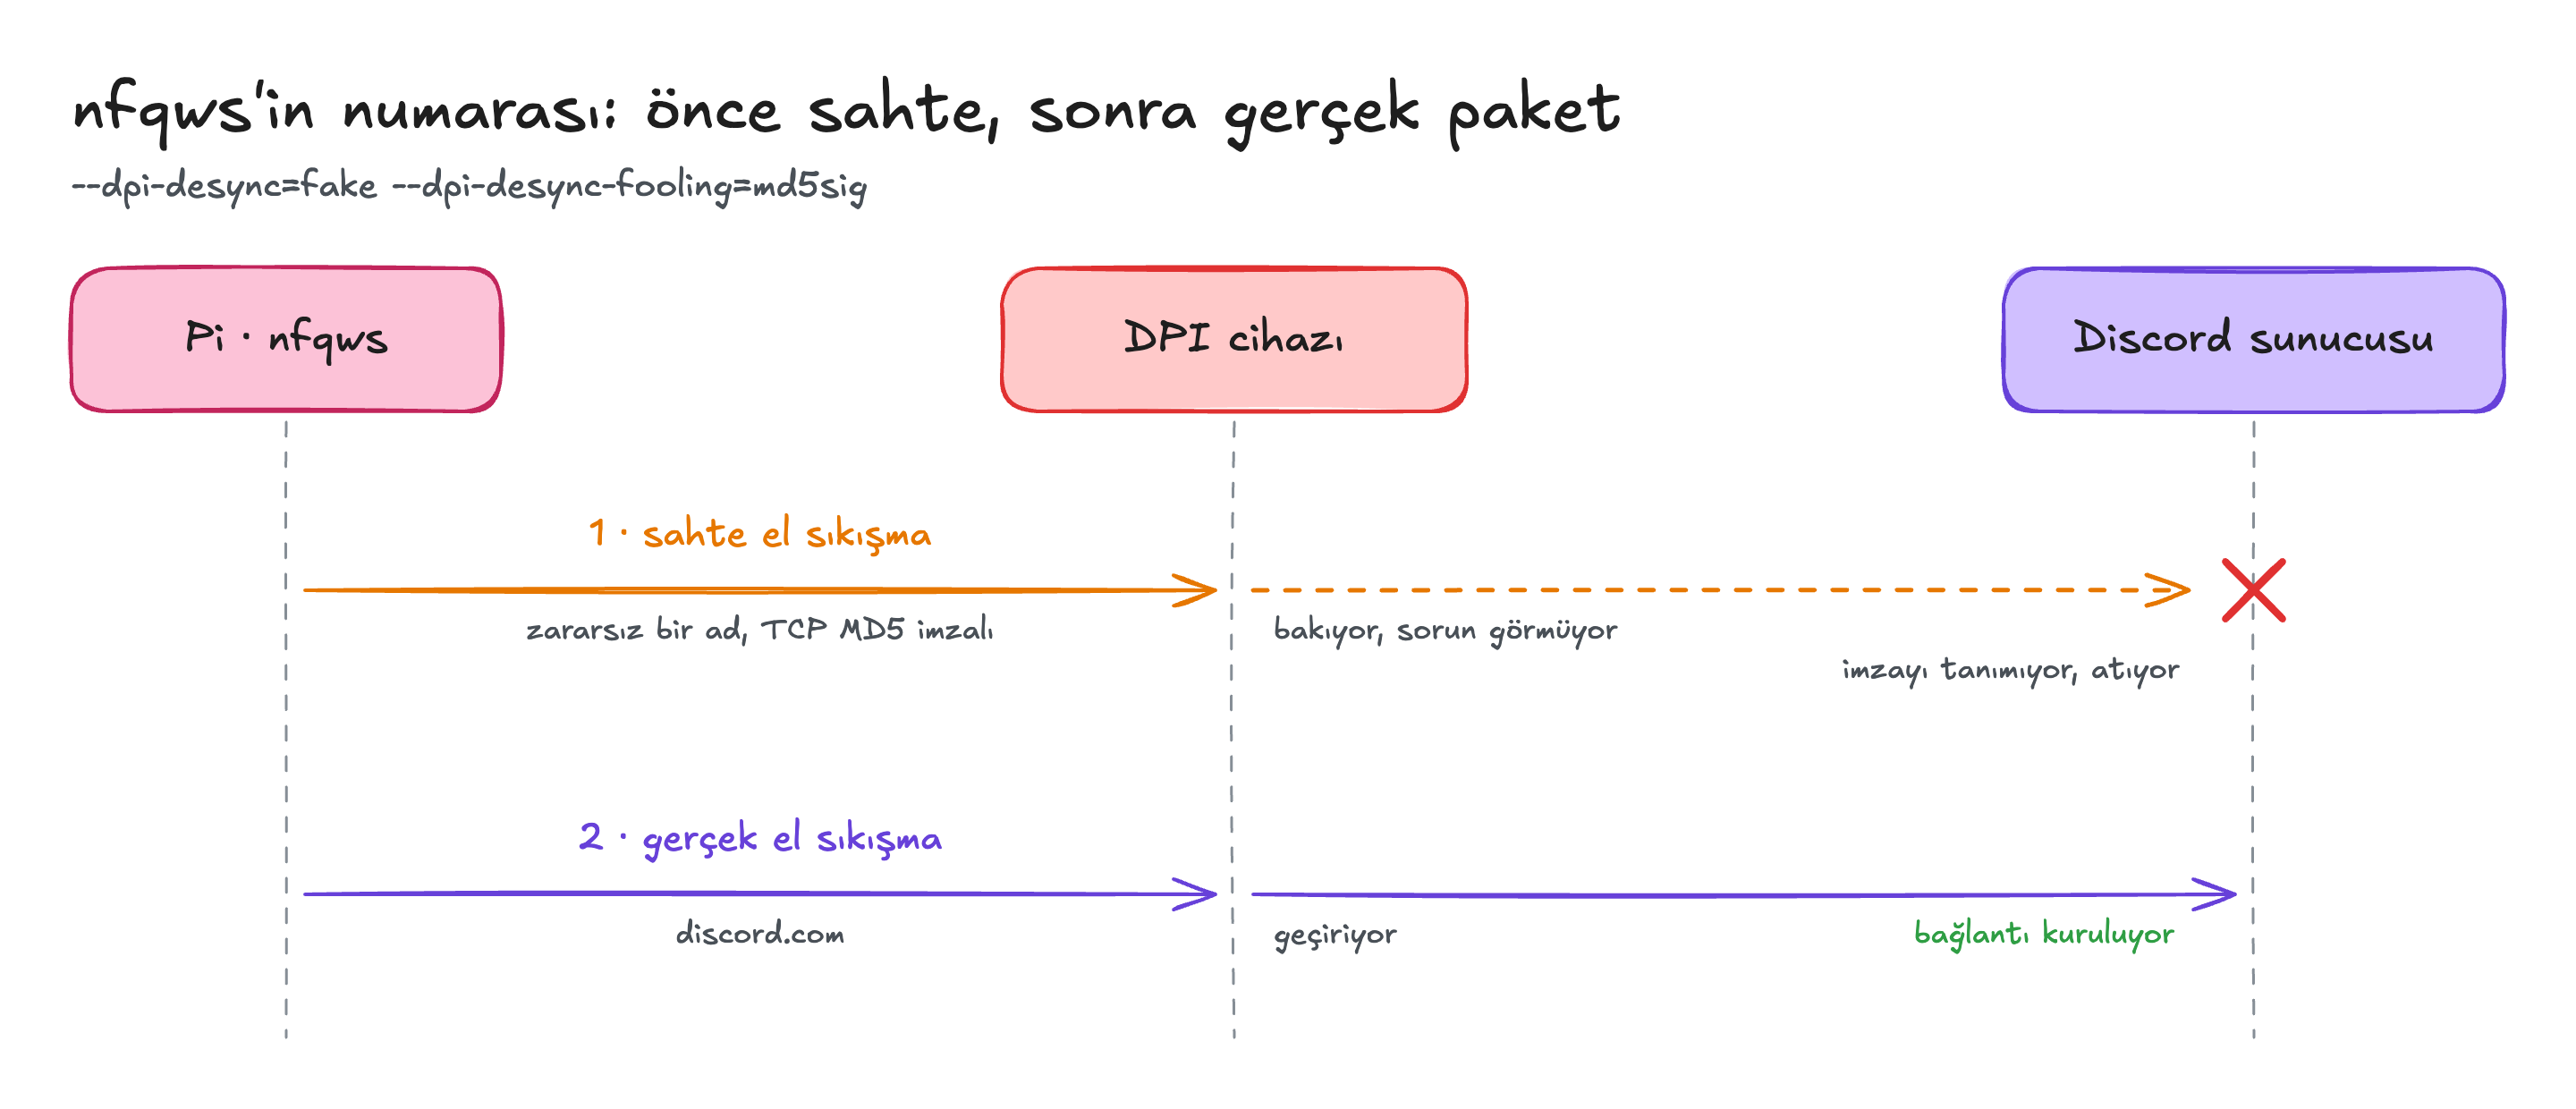 nfqws'in numarası: önce sahte, sonra gerçek paket
--dpi-desync=fake --dpi-desync-fooling=md5sig
Pi · nfqws
DPI cihazı
Discord sunucusu
1 · sahte el sıkışma
zararsız bir ad, TCP MD5 imzalı
bakıyor, sorun görmüyor
imzayı tanımıyor, atıyor
2 · gerçek el sıkışma
discord.com
geçiriyor
bağlantı kuruluyor